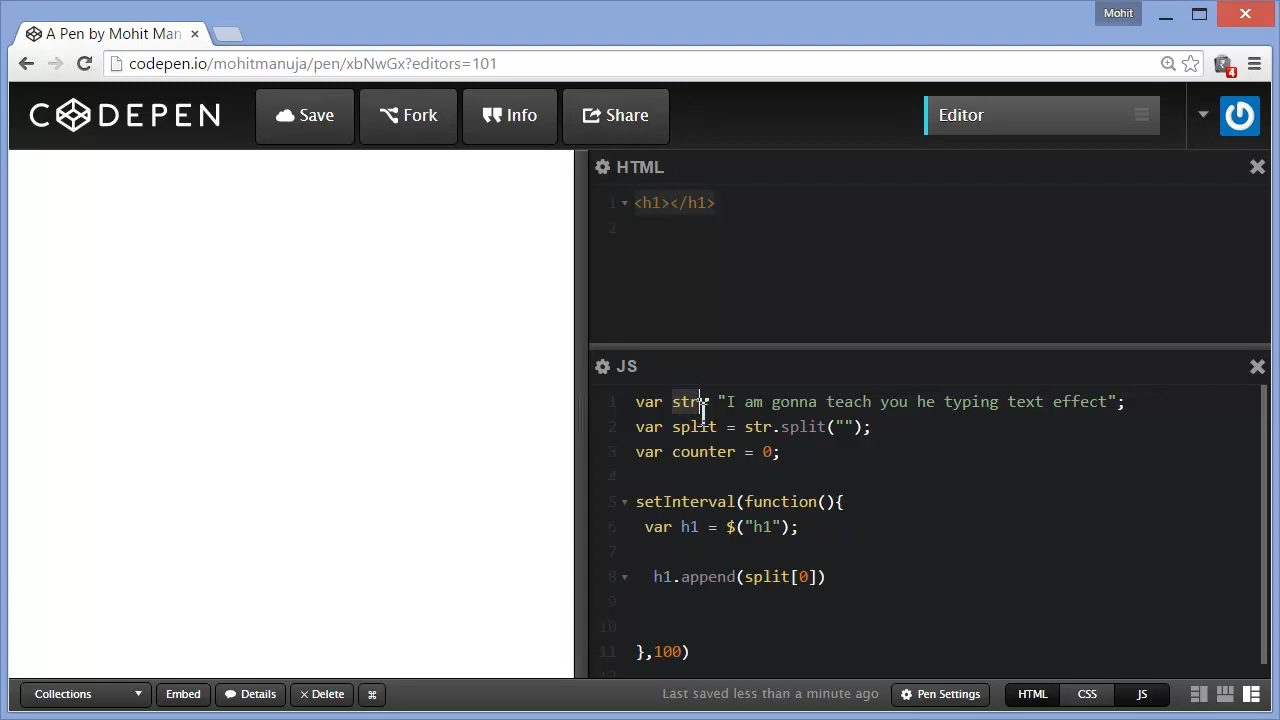 Mohit
A Pen by Mohit Man
codepen.io/mohitmanuja/pen/xbNwGx?editors=101
4
CODEPEN
Save
Fork
Info
Share
Editor
HTML
1 <h1></h1>
2
JS
1 var str "I am gonna teach you he typing text effect";
2 var split = str.split("");
3 var counter = 0;
4
5 setInterval(function(){
6 var h1 = $("h1");
7
8 h1.append(split[0])
9
10
11 },100)
Collections
Embed
Details
Delete
⌘
Last saved less than a minute ago
Pen Settings
HTML
CSS
JS